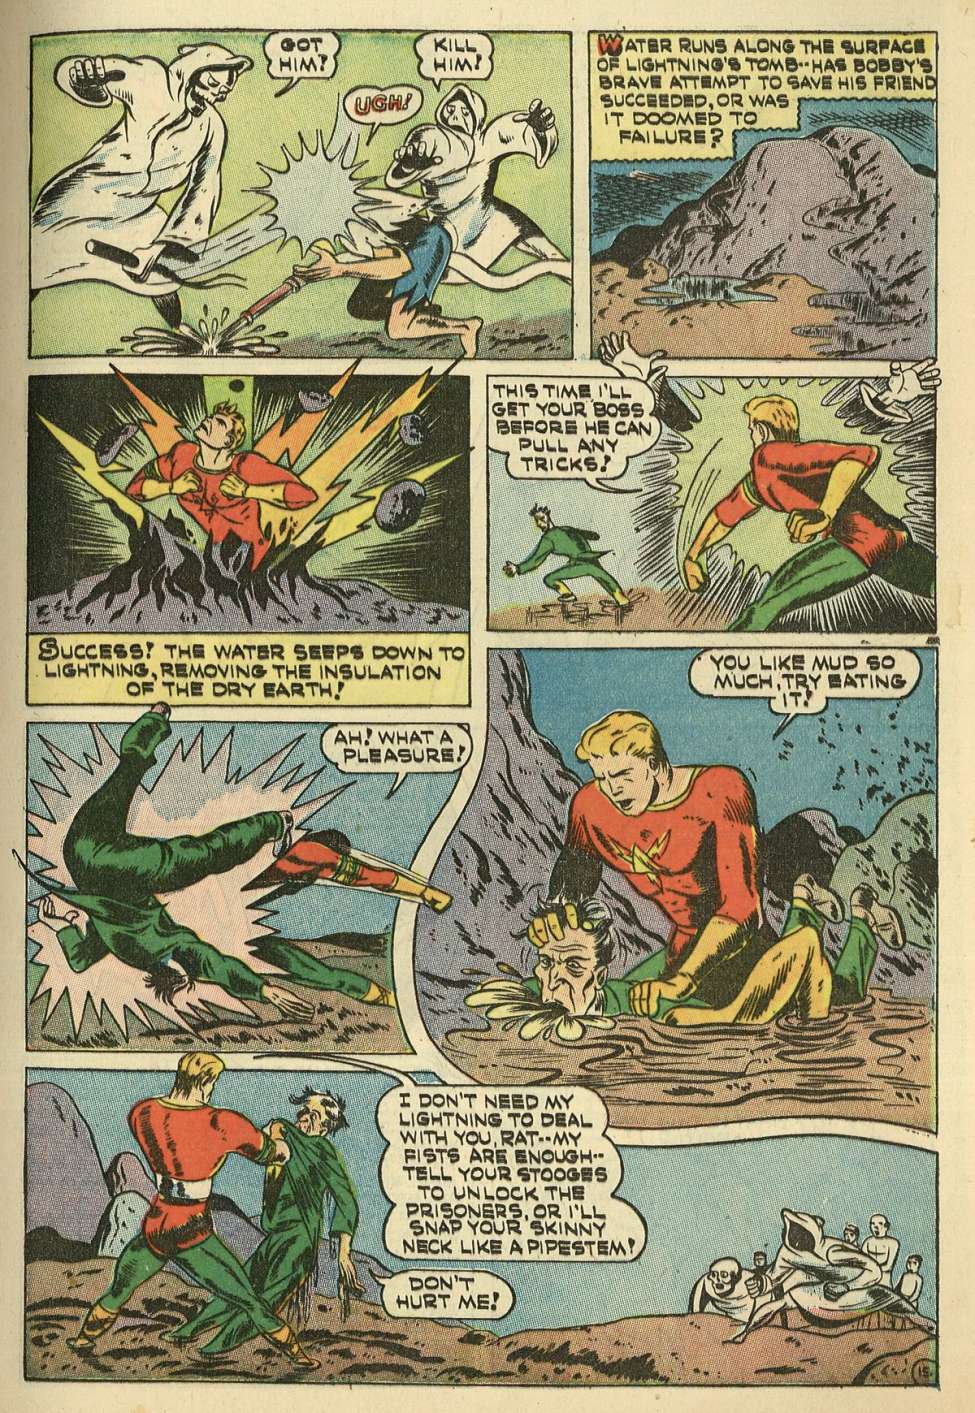 GOT
HIM!
KILL
HIM!
UGH!
WATER RUNS ALONG THE SURFACE
OF LIGHTNING'S TOMB--HAS BOBBY'S
BRAVE ATTEMPT TO SAVE HIS FRIEND
SUCCEEDED, OR WAS
IT DOOMED TO
FAILURE?
SUCCESS! THE WATER SEEPS DOWN TO
LIGHTNING, REMOVING THE INSULATION
OF THE DRY EARTH!
THIS TIME I'LL
GET YOUR BOSS
BEFORE HE CAN
PULL ANY
TRICKS!
AH! WHAT A
PLEASURE!
YOU LIKE MUD SO
MUCH, TRY EATING
IT!
I DON'T NEED MY
LIGHTNING TO DEAL
WITH YOU, RAT--MY
FISTS ARE ENOUGH--
TELL YOUR STOOGES
TO UNLOCK THE
PRISONERS, OR I'LL
SNAP YOUR SKINNY
NECK LIKE A PIPESTEM!
DON'T
HURT ME!
15